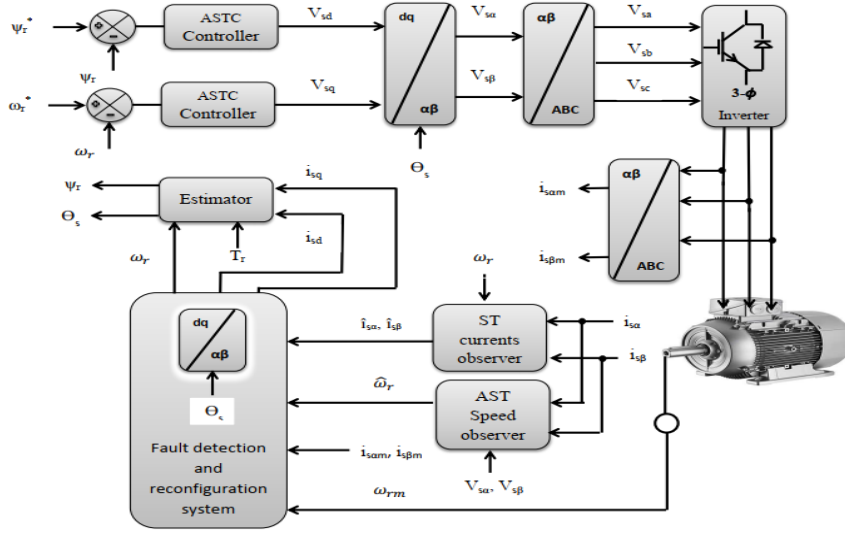 ψr*
ASTC
Controller
Vsd
ψr
ωr*
ASTC
Controller
Vsq
ωr
dq
αβ
Θs
Vsα
Vsβ
αβ
ABC
Vsa
Vsb
Vsc
3-ϕ
Inverter
ψr
Θs
Estimator
isq
isd
ωr
Tr
isαm
isβm
αβ
ABC
ωr
dq
αβ
Θs
Fault detection
and
reconfiguration
system
îsα, îsβ
ST
currents
observer
isα
isβ
ω̂r
AST
Speed
observer
isαm, isβm
Vsα, Vsβ
ωrm